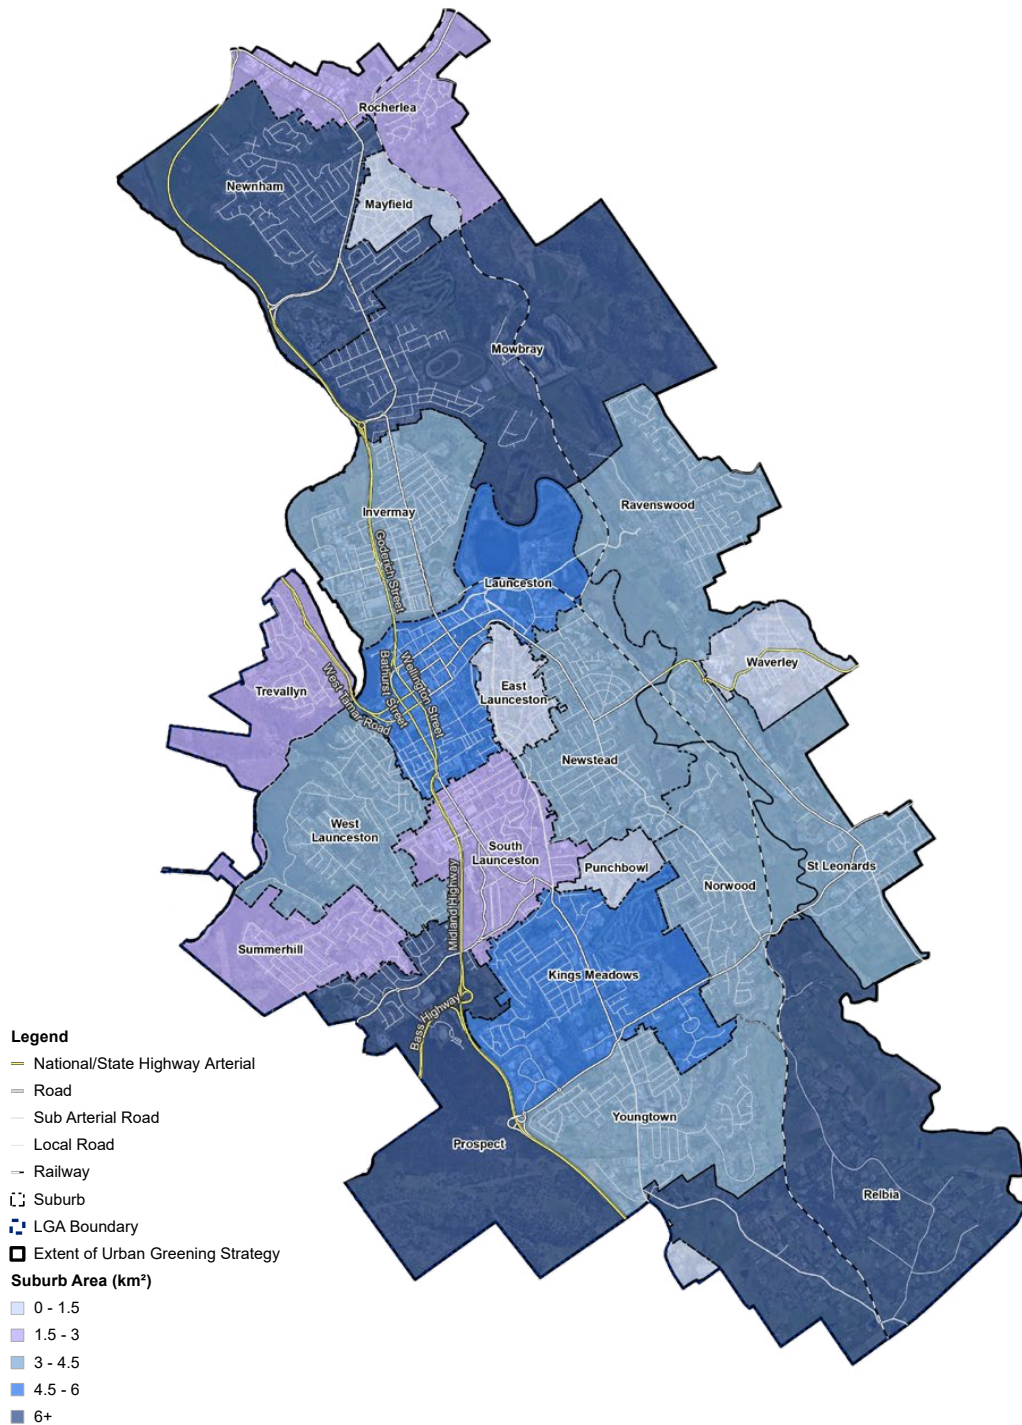 Rocherlea
Newnham
Mayfield
Mowbray
Ravenswood
Invermay
Goderich Street
Launceston
Waverley
Trevallyn
West Tamar Road
Bathurst Street
Wellington Street
East
Launceston
Newstead
West
Launceston
South
Launceston
Punchbowl
St Leonards
Norwood
Midland Highway
Summerhill
Kings Meadows
Bass Highway
Youngtown
Prospect
Relbia
Legend
National/State Highway Arterial
Road
Sub Arterial Road
Local Road
Railway
Suburb
LGA Boundary
Extent of Urban Greening Strategy
Suburb Area (km²)
0 - 1.5
1.5 - 3
3 - 4.5
4.5 - 6
6+